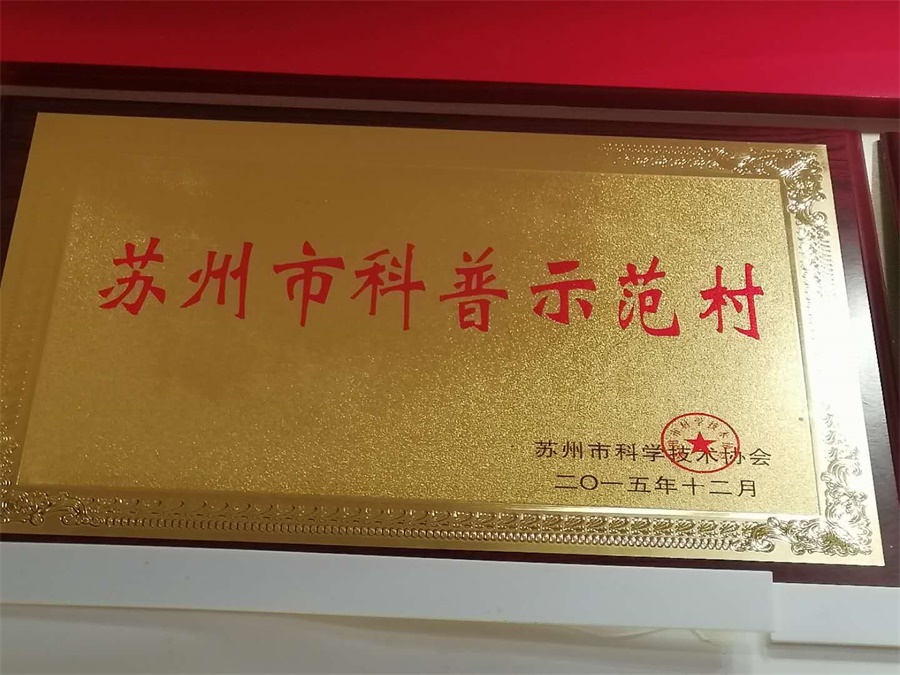 苏州市科普示范村
苏州市科学技术协会
二〇一五年十二月